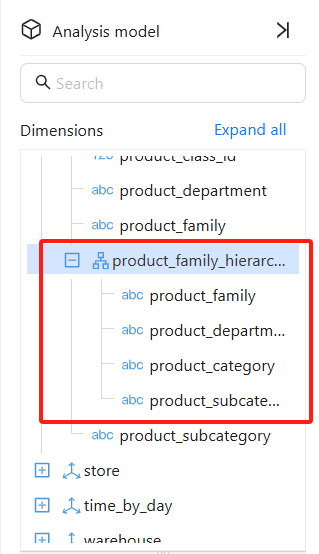 Analysis model
Search
Dimensions Expand all
123 product_class_id
abc product_department
abc product_family
product_family_hierarc...
abc product_family
abc product_departm...
abc product_category
abc product_subcate...
abc product_subcategory
store
time_by_day
warehouse